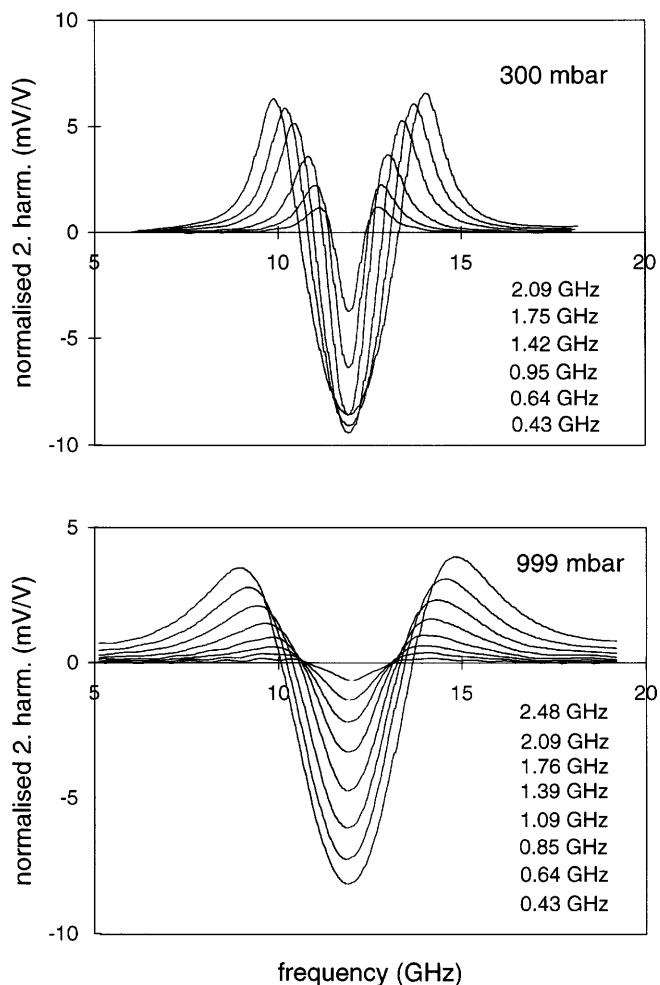 10
300 mbar
5
normalised 2. harm. (mV/V)
0
5
10
15
20
2.09 GHz
1.75 GHz
-5
1.42 GHz
0.95 GHz
0.64 GHz
0.43 GHz
-10
5
999 mbar
normalised 2. harm. (mV/V)
0
5
10
15
20
2.48 GHz
2.09 GHz
1.76 GHz
-5
1.39 GHz
1.09 GHz
0.85 GHz
0.64 GHz
0.43 GHz
-10
frequency (GHz)